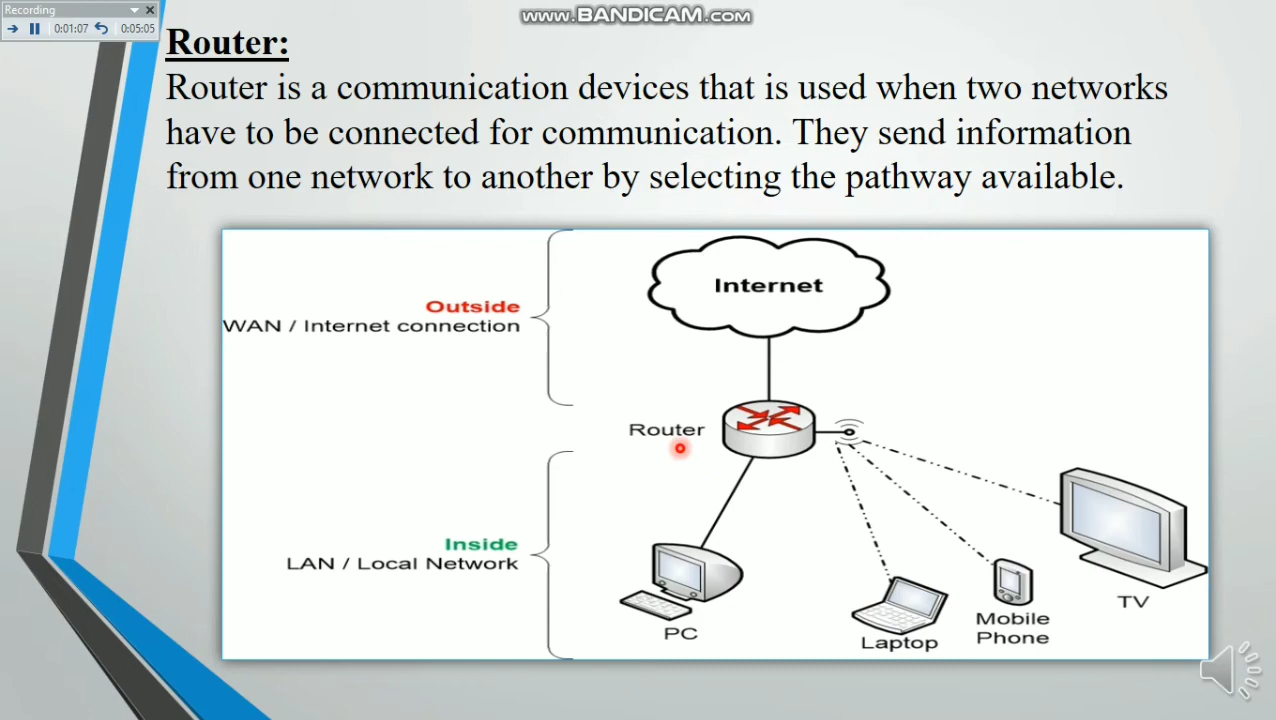 Recording
0:01:07
0:05:05
www.BANDICAM.com
Router:
Router is a communication devices that is used when two networks
have to be connected for communication. They send information
from one network to another by selecting the pathway available.
Internet
Outside
WAN / Internet connection
Router
Inside
LAN / Local Network
PC
Laptop
Mobile
Phone
TV